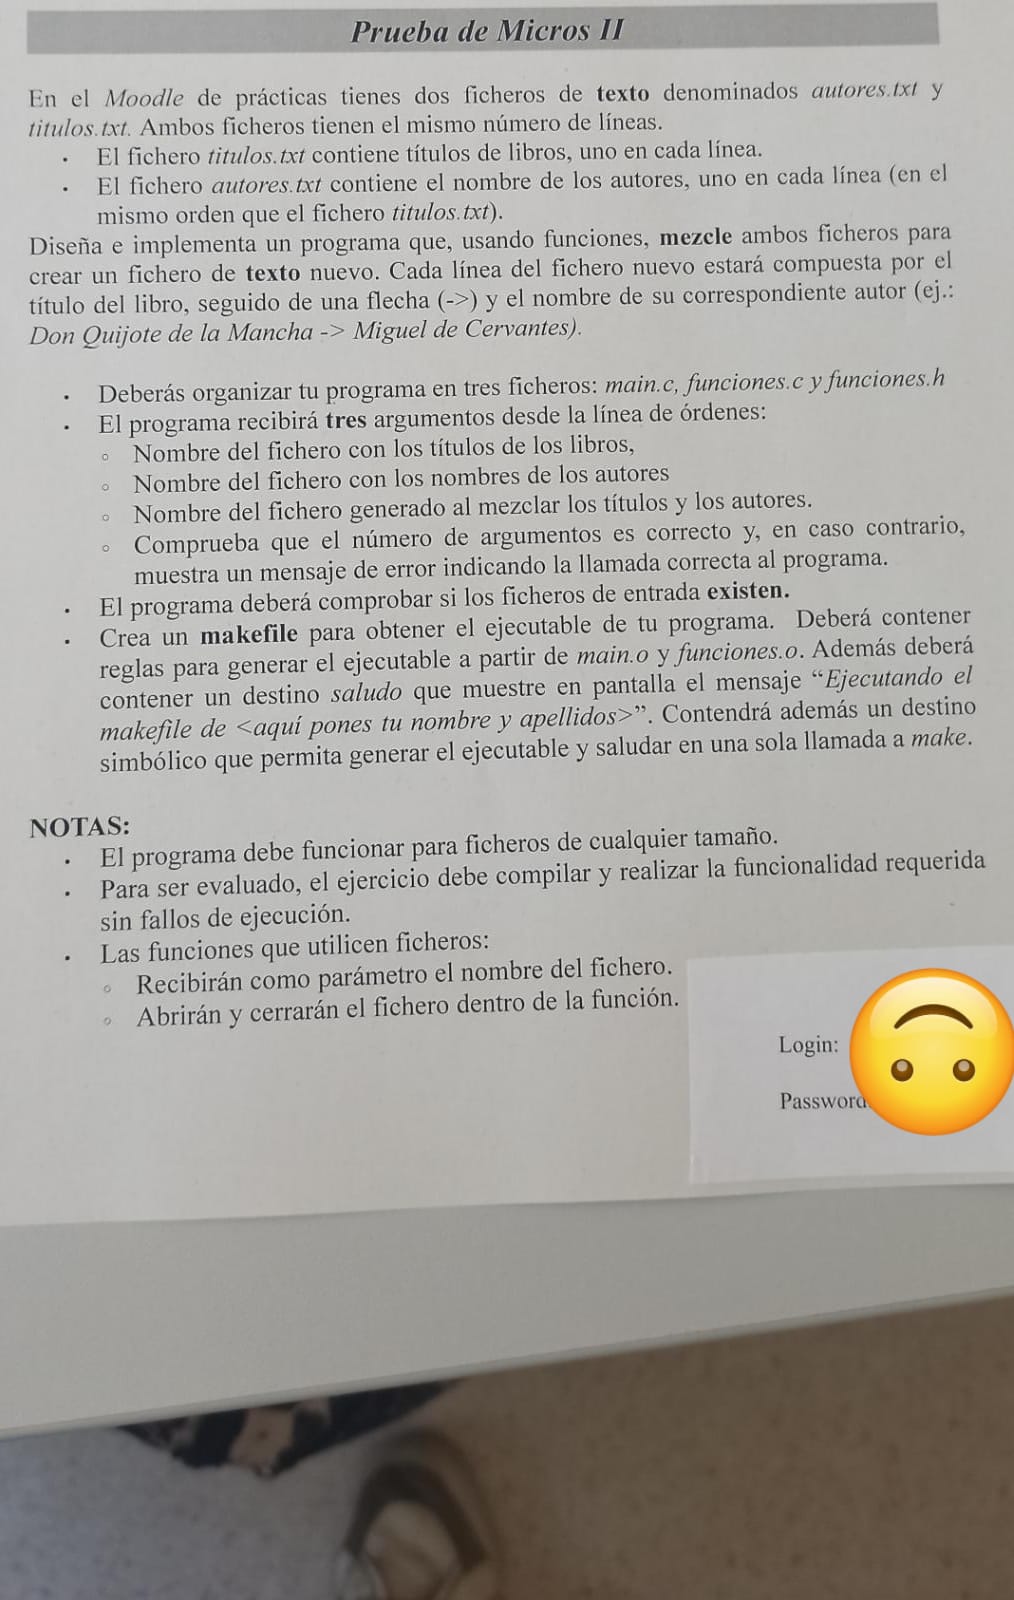 Prueba de Micros II
En el Moodle de prácticas tienes dos ficheros de texto denominados autores.txt y
titulos.txt. Ambos ficheros tienen el mismo número de líneas.
· El fichero titulos.txt contiene títulos de libros, uno en cada línea.
· El fichero autores.txt contiene el nombre de los autores, uno en cada línea (en el
mismo orden que el fichero titulos.txt).
Diseña e implementa un programa que, usando funciones, mezcle ambos ficheros para
crear un fichero de texto nuevo. Cada línea del fichero nuevo estará compuesta por el
título del libro, seguido de una flecha (->) y el nombre de su correspondiente autor (ej.:
Don Quijote de la Mancha -> Miguel de Cervantes).
· Deberás organizar tu programa en tres ficheros: main.c, funciones.c y funciones.h
· El programa recibirá tres argumentos desde la línea de órdenes:
◦ Nombre del fichero con los títulos de los libros,
◦ Nombre del fichero con los nombres de los autores
◦ Nombre del fichero generado al mezclar los títulos y los autores.
◦ Comprueba que el número de argumentos es correcto y, en caso contrario,
muestra un mensaje de error indicando la llamada correcta al programa.
· El programa deberá comprobar si los ficheros de entrada existen.
· Crea un makefile para obtener el ejecutable de tu programa. Deberá contener
reglas para generar el ejecutable a partir de main.o y funciones.o. Además deberá
contener un destino saludo que muestre en pantalla el mensaje “Ejecutando el
makefile de <aquí pones tu nombre y apellidos>”. Contendrá además un destino
simbólico que permita generar el ejecutable y saludar en una sola llamada a make.
NOTAS:
· El programa debe funcionar para ficheros de cualquier tamaño.
· Para ser evaluado, el ejercicio debe compilar y realizar la funcionalidad requerida
sin fallos de ejecución.
· Las funciones que utilicen ficheros:
◦ Recibirán como parámetro el nombre del fichero.
◦ Abrirán y cerrarán el fichero dentro de la función.
Login:
Password